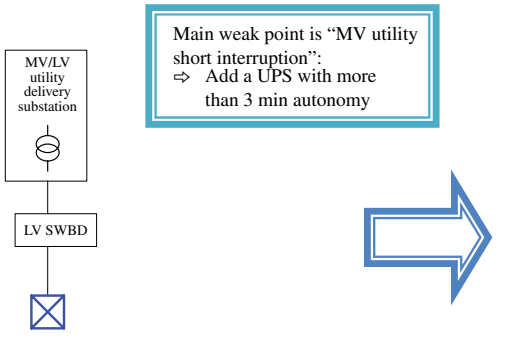 Main weak point is “MV utility
short interruption”:
⇨ Add a UPS with more
than 3 min autonomy
MV/LV
utility
delivery
substation
LV SWBD